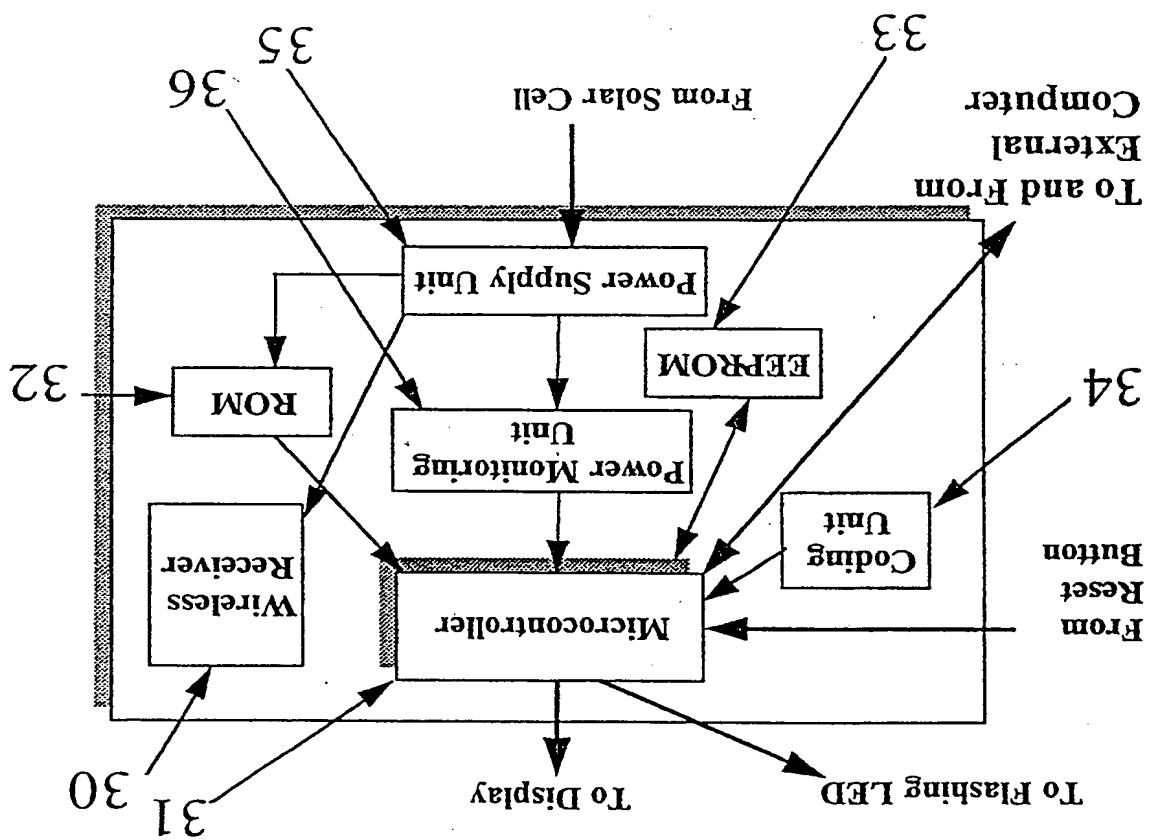 35
33
36
From Solar Cell
To and From
External
Computer
Power Supply Unit
32
ROM
EEPROM
34
Power Monitoring
Unit
Wireless
Receiver
Coding
Unit
From
Reset
Button
Microcontroller
30
31
To Display
To Flashing LED